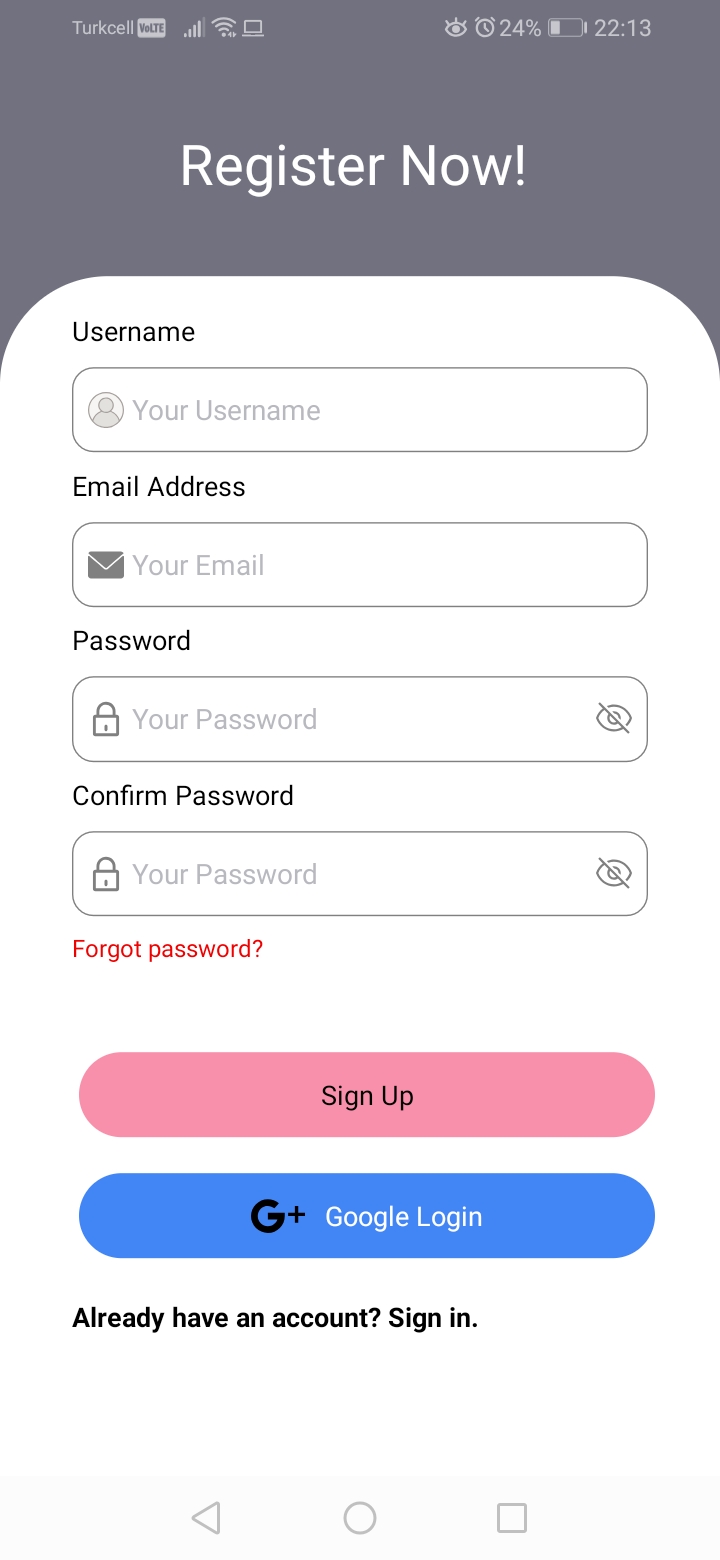 Turkcell VoLTE 24% 22:13
Register Now!
Username
Your Username
Email Address
Your Email
Password
Your Password
Confirm Password
Your Password
Forgot password?
Sign Up
G+ Google Login
Already have an account? Sign in.